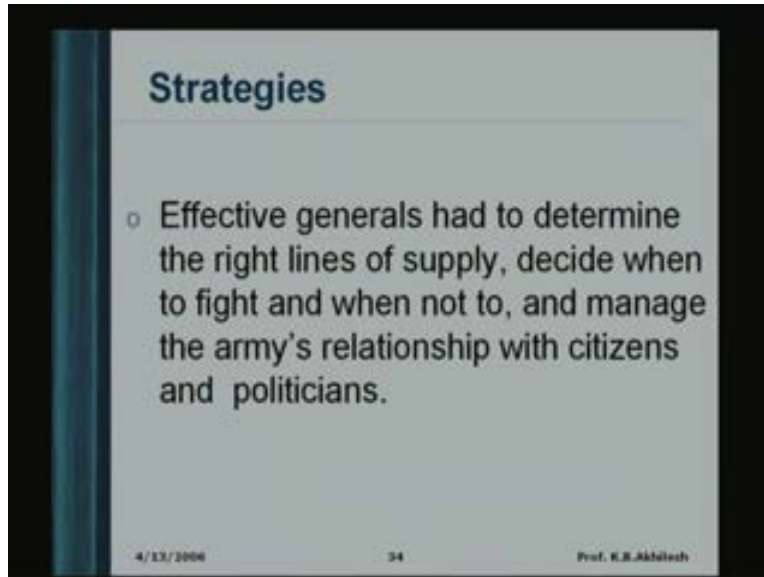 Strategies
o Effective generals had to determine
the right lines of supply, decide when
to fight and when not to, and manage
the army's relationship with citizens
and politicians.
4/13/2006 34 Prof. K.B.Akhilesh